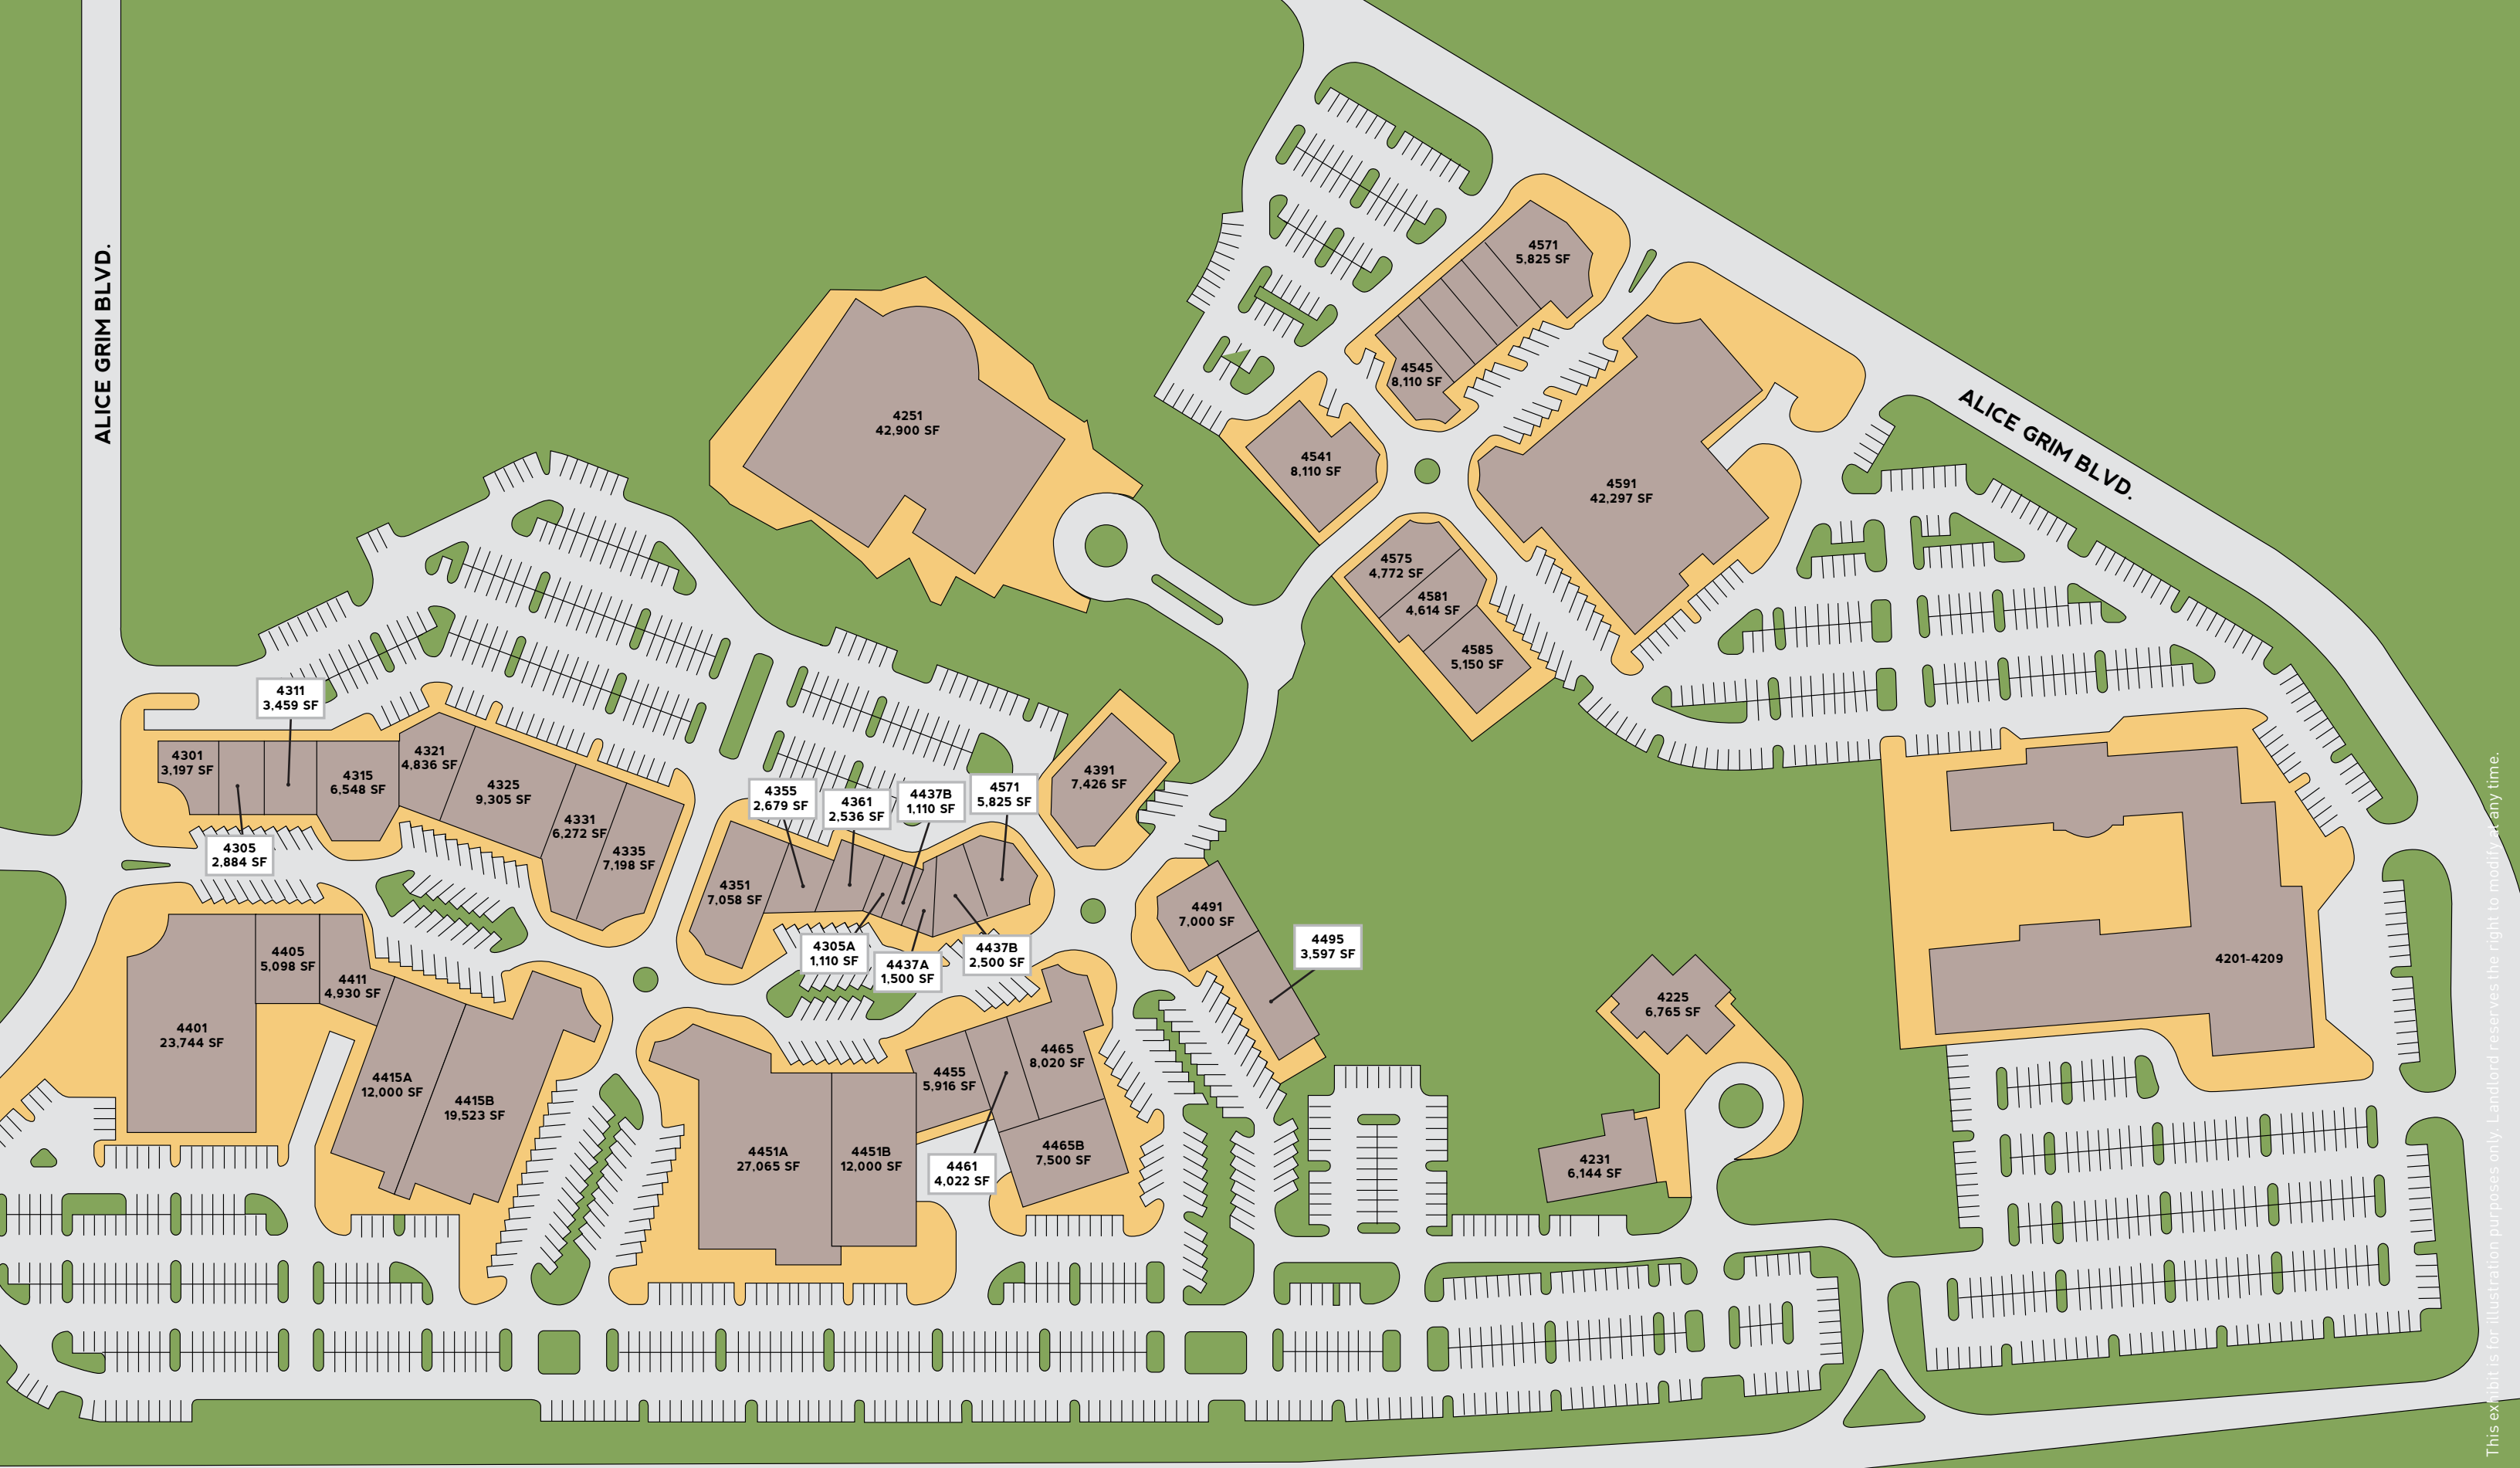 ALICE GRIM BLVD.
4571
5,825 SF
4545
8,110 SF
4541
8,110 SF
4251
42,900 SF
4591
42,297 SF
ALICE GRIM BLVD.
4575
4,772 SF
4581
4,614 SF
4585
5,150 SF
4311
3,459 SF
4301
3,197 SF
4315
6,548 SF
4321
4,836 SF
4325
9,305 SF
4331
6,272 SF
4335
7,198 SF
4305
2,884 SF
4391
7,426 SF
4355
2,679 SF
4361
2,536 SF
4437B
1,110 SF
4571
5,825 SF
4351
7,058 SF
4305A
1,110 SF
4437A
1,500 SF
4437B
2,500 SF
4491
7,000 SF
4495
3,597 SF
4405
5,098 SF
4411
4,930 SF
4401
23,744 SF
4415A
12,000 SF
4415B
19,523 SF
4451A
27,065 SF
4451B
12,000 SF
4455
5,916 SF
4465
8,020 SF
4465B
7,500 SF
4461
4,022 SF
4225
6,765 SF
4231
6,144 SF
4201-4209
This exhibit is for illustration purposes only. Landlord reserves the right to modify at any time.